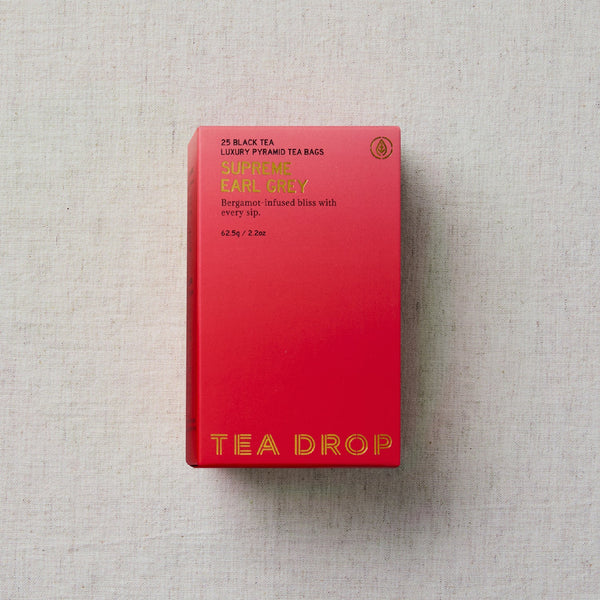 25 BLACK TEA
LUXURY PYRAMID TEA BAGS
SUPREME
EARL GREY
Bergamot-infused bliss with
every sip.
62.5g / 2.2oz
TEA DROP